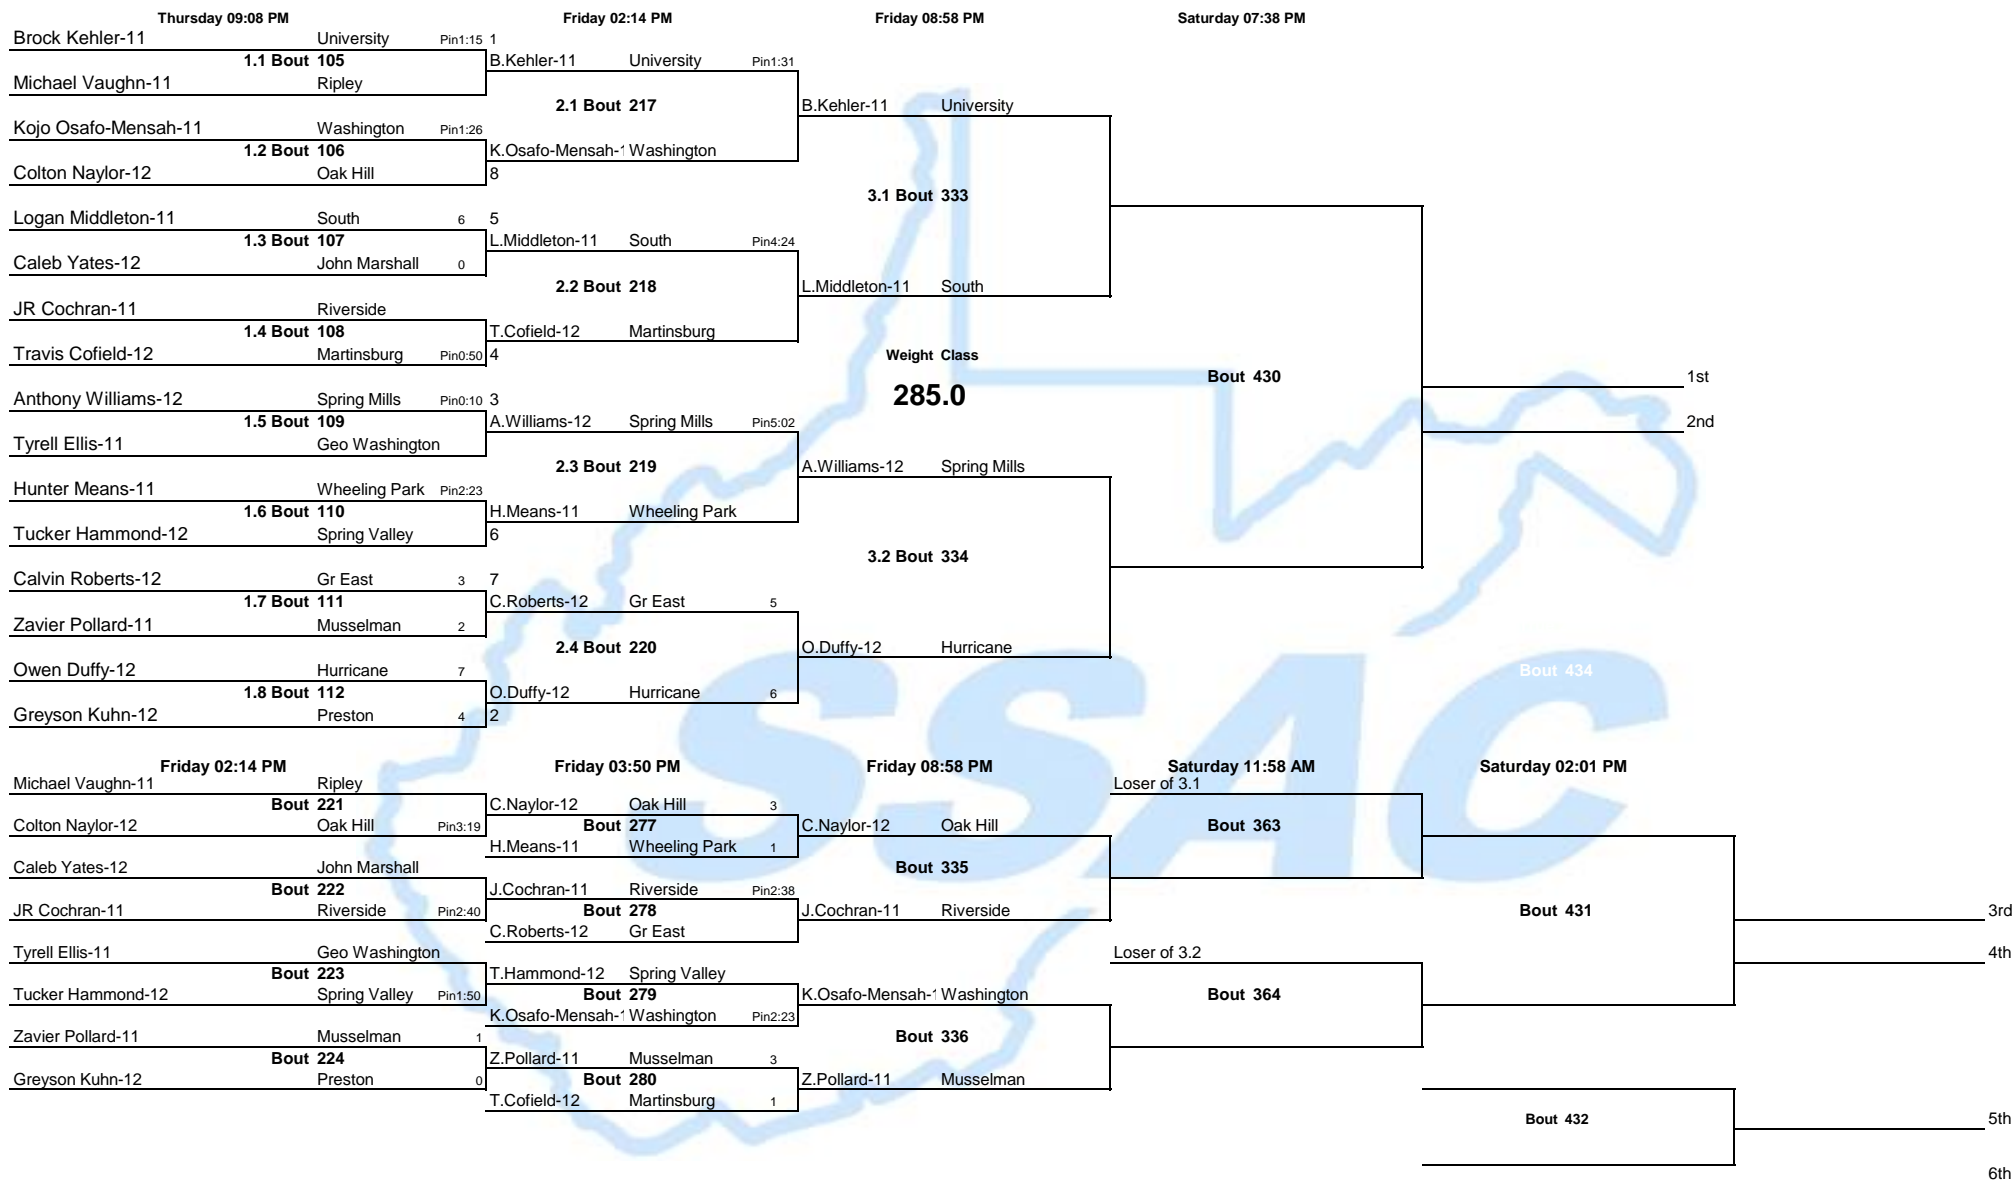 Thursday 09:08 PM Friday 02:14 PM Friday 08:58 PM Saturday 07:38 PM
Brock Kehler-11 University Pin1:15 1
1.1 Bout 105 B.Kehler-11 University Pin1:31
Michael Vaughn-11 Ripley
2.1 Bout 217 B.Kehler-11 University
Kojo Osafo-Mensah-11 Washington Pin1:26
1.2 Bout 106 K.Osafo-Mensah-1 Washington
Colton Naylor-12 Oak Hill 8
3.1 Bout 333
Logan Middleton-11 South 6 5
1.3 Bout 107 L.Middleton-11 South Pin4:24
Caleb Yates-12 John Marshall 0
2.2 Bout 218 L.Middleton-11 South
JR Cochran-11 Riverside
1.4 Bout 108 T.Cofield-12 Martinsburg
Travis Cofield-12 Martinsburg Pin0:50 4 Weight Class
Bout 430 1st
Anthony Williams-12 Spring Mills Pin0:10 3 285.0
1.5 Bout 109 A.Williams-12 Spring Mills Pin5:02 2nd
Tyrell Ellis-11 Geo Washington
2.3 Bout 219 A.Williams-12 Spring Mills
Hunter Means-11 Wheeling Park Pin2:23
1.6 Bout 110 H.Means-11 Wheeling Park
Tucker Hammond-12 Spring Valley 6
3.2 Bout 334
Calvin Roberts-12 Gr East 3 7
1.7 Bout 111 C.Roberts-12 Gr East 5
Zavier Pollard-11 Musselman 2
2.4 Bout 220 O.Duffy-12 Hurricane
Owen Duffy-12 Hurricane 7 Bout 434
1.8 Bout 112 O.Duffy-12 Hurricane 6
Greyson Kuhn-12 Preston 4 2
SSAC
Friday 02:14 PM Friday 03:50 PM Friday 08:58 PM Saturday 11:58 AM Saturday 02:01 PM
Michael Vaughn-11 Ripley Loser of 3.1
Bout 221 C.Naylor-12 Oak Hill 3
Colton Naylor-12 Oak Hill Pin3:19 Bout 277 C.Naylor-12 Oak Hill Bout 363
H.Means-11 Wheeling Park 1
Caleb Yates-12 John Marshall Bout 335
Bout 222 J.Cochran-11 Riverside Pin2:38
JR Cochran-11 Riverside Pin2:40 Bout 278 J.Cochran-11 Riverside Bout 431 3rd
C.Roberts-12 Gr East
Tyrell Ellis-11 Geo Washington Loser of 3.2 4th
Bout 223 T.Hammond-12 Spring Valley
Tucker Hammond-12 Spring Valley Pin1:50 Bout 279 K.Osafo-Mensah-1 Washington Bout 364
K.Osafo-Mensah-1 Washington Pin2:23
Zavier Pollard-11 Musselman 1 Bout 336
Bout 224 Z.Pollard-11 Musselman 3
Greyson Kuhn-12 Preston 0 Bout 280 Z.Pollard-11 Musselman
T.Cofield-12 Martinsburg 1
Bout 432 5th
6th